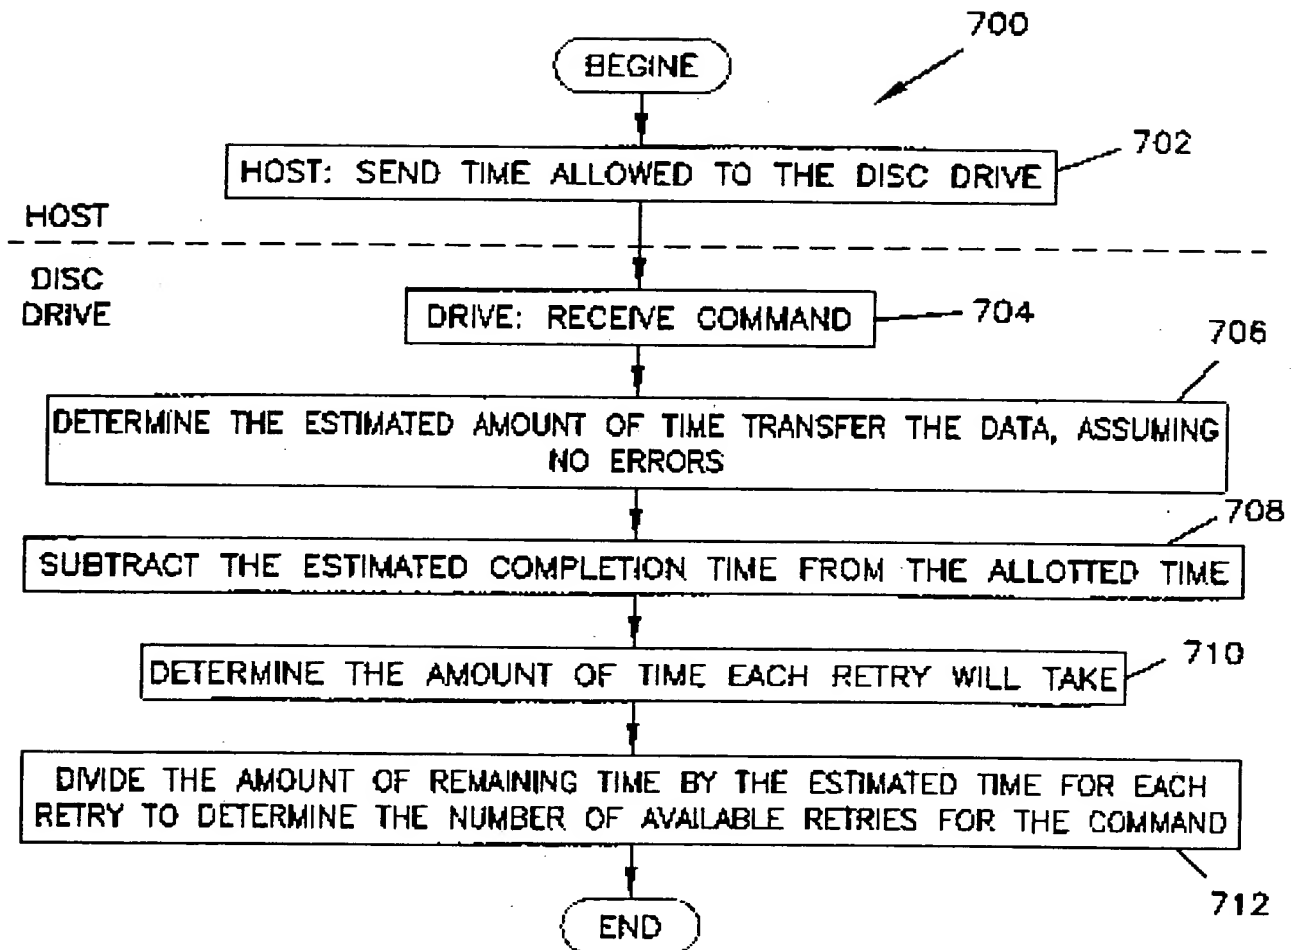 700
BEGINE
702
HOST: SEND TIME ALLOWED TO THE DISC DRIVE
HOST
DISC
DRIVE
DRIVE: RECEIVE COMMAND
704
706
DETERMINE THE ESTIMATED AMOUNT OF TIME TRANSFER THE DATA, ASSUMING
NO ERRORS
708
SUBTRACT THE ESTIMATED COMPLETION TIME FROM THE ALLOTTED TIME
710
DETERMINE THE AMOUNT OF TIME EACH RETRY WILL TAKE
DIVIDE THE AMOUNT OF REMAINING TIME BY THE ESTIMATED TIME FOR EACH
RETRY TO DETERMINE THE NUMBER OF AVAILABLE RETRIES FOR THE COMMAND
712
END